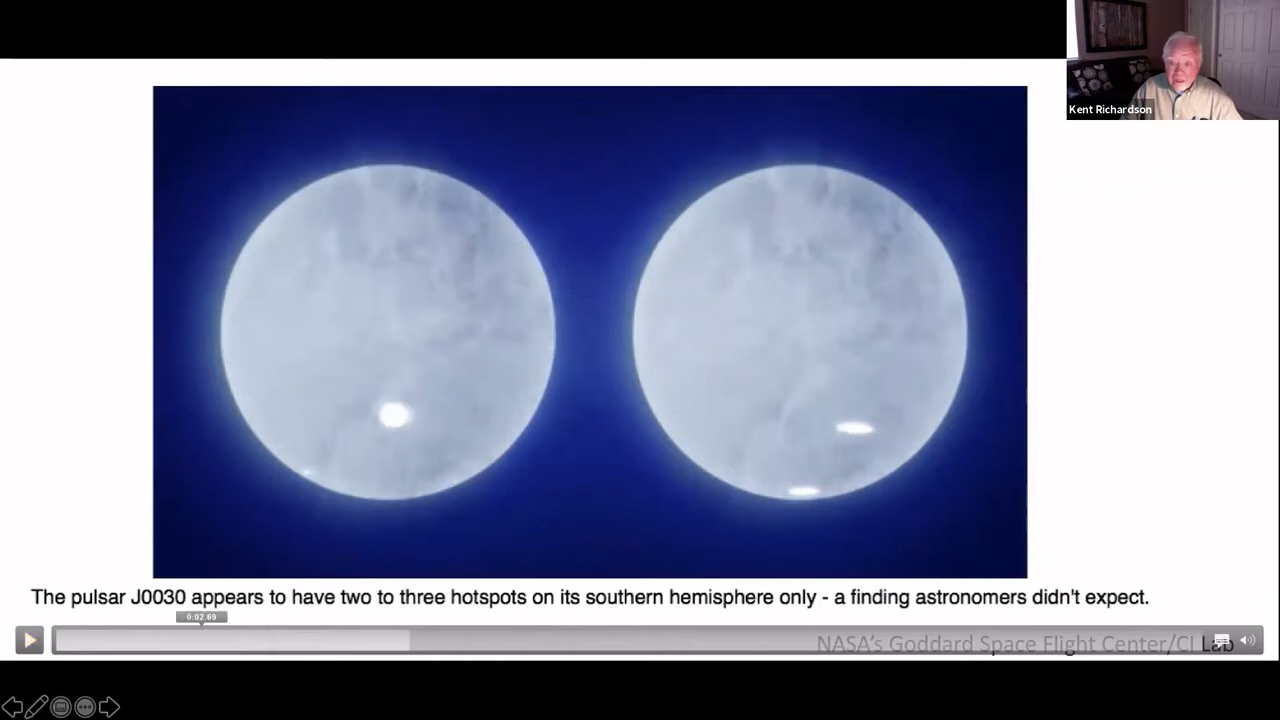 Kent Richardson
The pulsar J0030 appears to have two to three hotspots on its southern hemisphere only - a finding astronomers didn't expect.
0:02.69
NASA's Goddard Space Flight Center/CI Lab